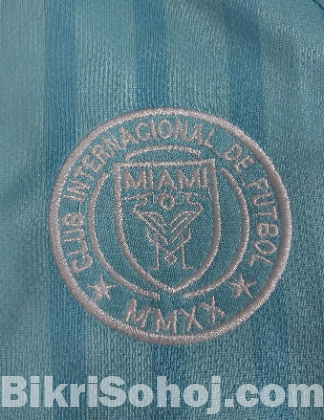 CLUB INTERNACIONAL DE FUTBOL
MIAMI
MMXX
BikriSohoj.com